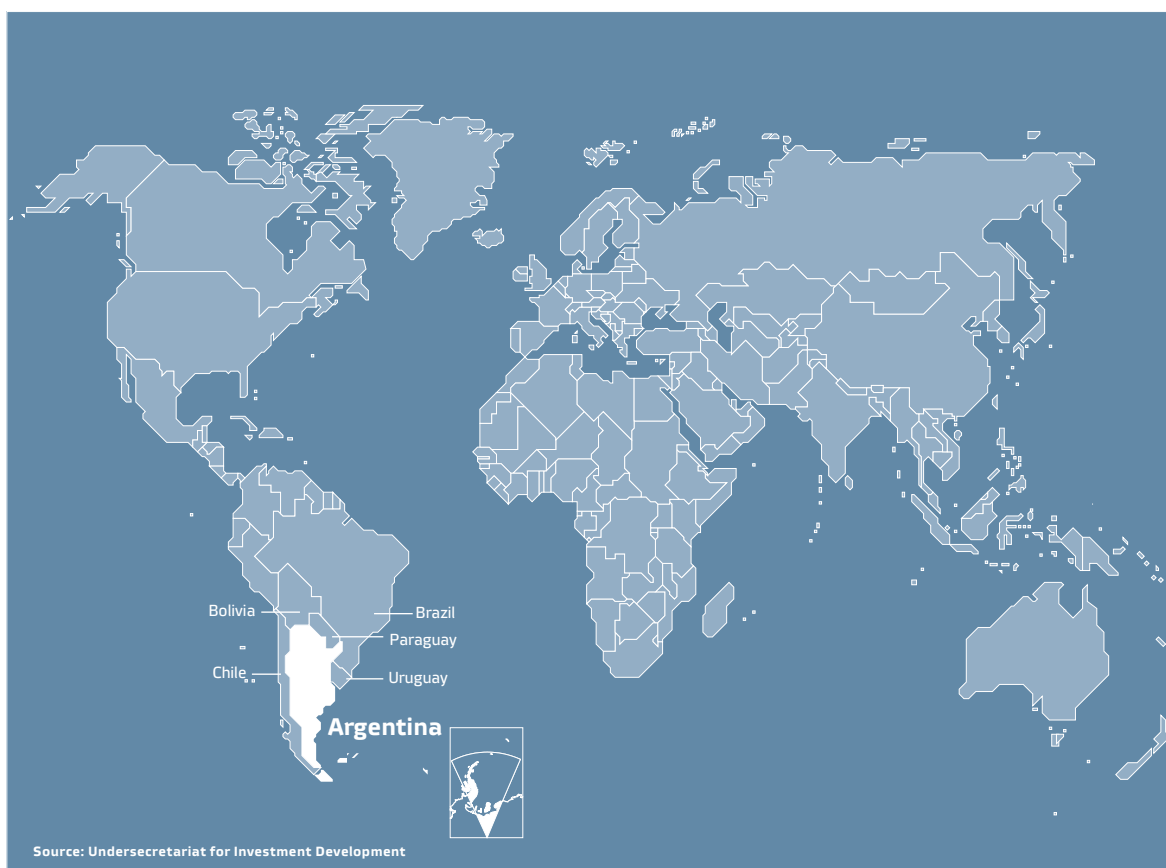 Bolivia
Brazil
Paraguay
Chile
Uruguay
Argentina
Source: Undersecretariat for Investment Development